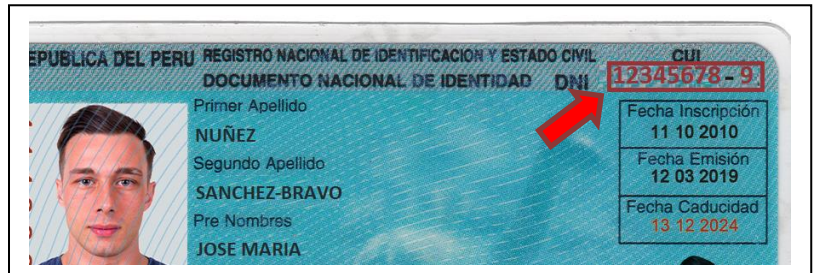 EPUBLICA DEL PERU REGISTRO NACIONAL DE IDENTIFICACION Y ESTADO CIVIL CUI
DOCUMENTO NACIONAL DE IDENTIDAD DNI 12345678 - 9
Primer Apellido
NUÑEZ
Segundo Apellido
SANCHEZ-BRAVO
Pre Nombres
JOSE MARIA
Fecha Inscripción
11 10 2010
Fecha Emisión
12 03 2019
Fecha Caducidad
13 12 2024